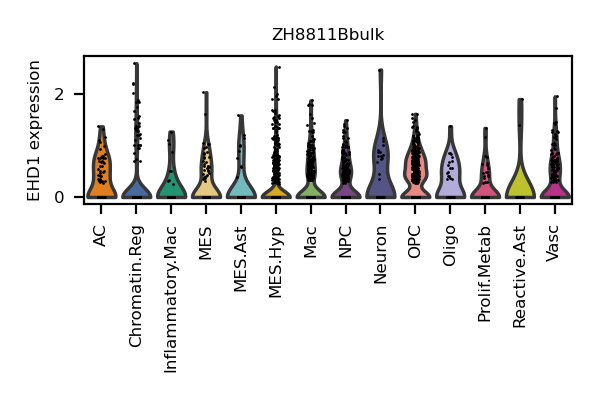 ZH8811Bbulk
EHD1 expression
2
0
AC
Chromatin.Reg
Inflammatory.Mac
MES
MES.Ast
MES.Hyp
Mac
NPC
Neuron
OPC
Oligo
Prolif.Metab
Reactive.Ast
Vasc